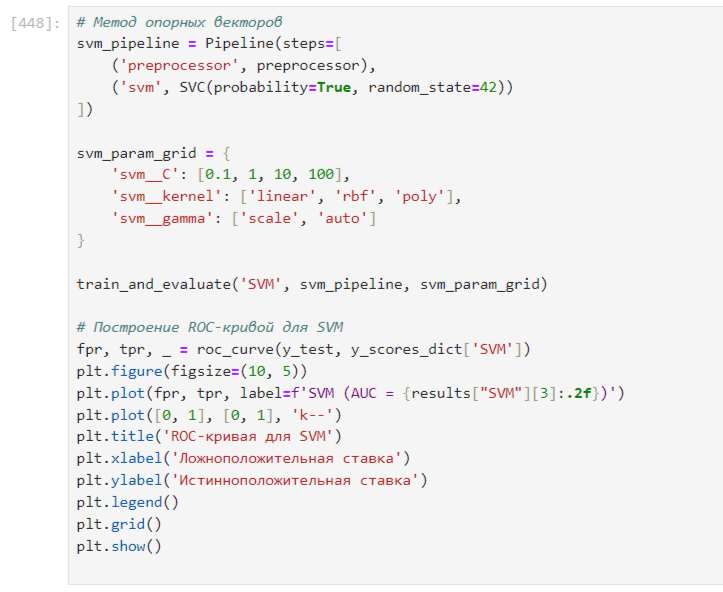 [448]:
# Метод опорных векторов
svm_pipeline = Pipeline(steps=[
    ('preprocessor', preprocessor),
    ('svm', SVC(probability=True, random_state=42))
])

svm_param_grid = {
    'svm__C': [0.1, 1, 10, 100],
    'svm__kernel': ['linear', 'rbf', 'poly'],
    'svm__gamma': ['scale', 'auto']
}

train_and_evaluate('SVM', svm_pipeline, svm_param_grid)

# Построение ROC-кривой для SVM
fpr, tpr, _ = roc_curve(y_test, y_scores_dict['SVM'])
plt.figure(figsize=(10, 5))
plt.plot(fpr, tpr, label=f'SVM (AUC = {results["SVM"][3]:.2f})')
plt.plot([0, 1], [0, 1], 'k--')
plt.title('ROC-кривая для SVM')
plt.xlabel('Ложноположительная ставка')
plt.ylabel('Истинноположительная ставка')
plt.legend()
plt.grid()
plt.show()